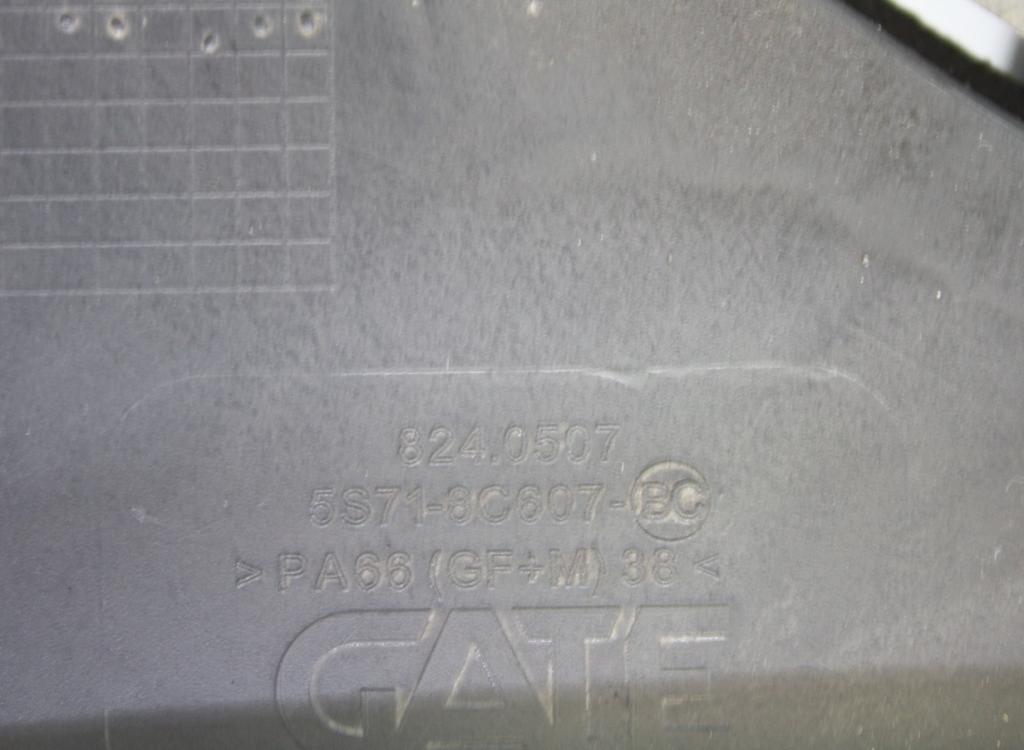 824.0507
5S71-8C607-BC
>PA66 (GF+M) 38<
GATE